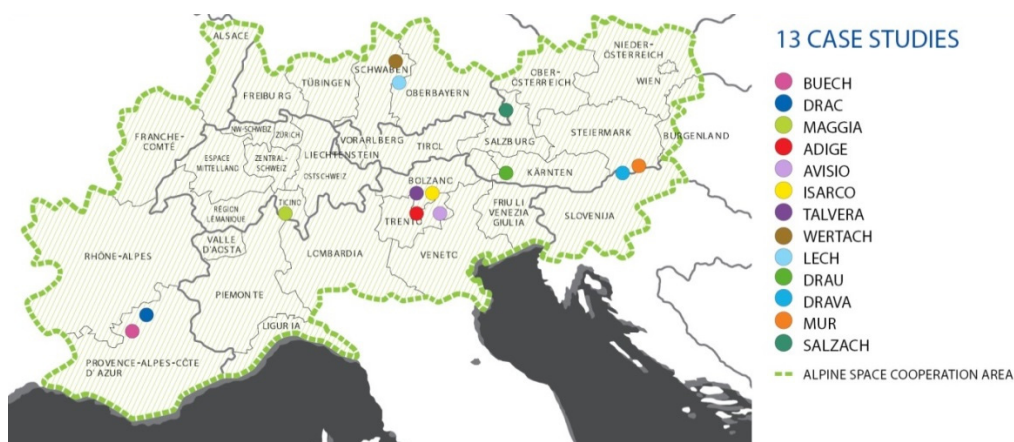 13 CASE STUDIES
BUECH
DRAC
MAGGIA
ADIGE
AVISIO
ISARCO
TALVERA
WERTACH
LECH
DRAU
DRAVA
MUR
SALZACH
ALPINE SPACE COOPERATION AREA
ALSACE
NIEDER-
ÖSTERREICH
SCHWABEN
TÜBINGEN
OBER-
ÖSTERREICH
WIEN
FREIBURG
OBERBAYERN
FRANCHE-
COMTÉ
NW-SCHWEIZ
ZÜRICH
VORARLBERG
TIROL
SALZBURG
STEIERMARK
BURGENLAND
ESPACE
MITTELLAND
ZENTRAL-
SCHWEIZ
LIECHTENSTEIN
OSTSCHWEIZ
BOLZANO
KÄRNTEN
TICINO
RÉGION
LÉMANIQUE
TRENTO
FRIULI
VENEZIA
GIULIA
SLOVENIJA
VALLE
D'AOSTA
RHÔNE-ALPES
LOMBARDIA
VENETO
PIEMONTE
LIGURIA
PROVENCE-ALPES-CÔTE
D'AZUR